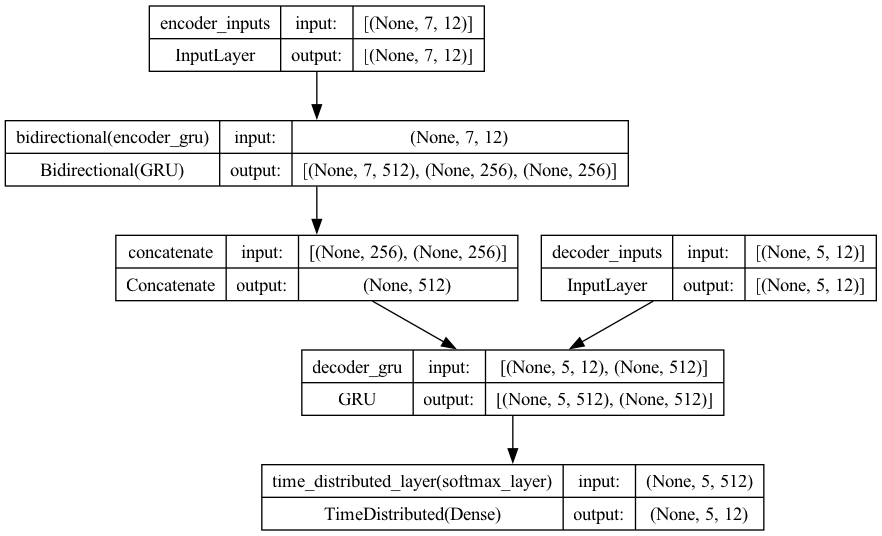 encoder_inputs input: [(None, 7, 12)]
InputLayer output: [(None, 7, 12)]
bidirectional(encoder_gru) input: (None, 7, 12)
Bidirectional(GRU) output: [(None, 7, 512), (None, 256), (None, 256)]
concatenate input: [(None, 256), (None, 256)]
Concatenate output: (None, 512)
decoder_inputs input: [(None, 5, 12)]
InputLayer output: [(None, 5, 12)]
decoder_gru input: [(None, 5, 12), (None, 512)]
GRU output: [(None, 5, 512), (None, 512)]
time_distributed_layer(softmax_layer) input: (None, 5, 512)
TimeDistributed(Dense) output: (None, 5, 12)